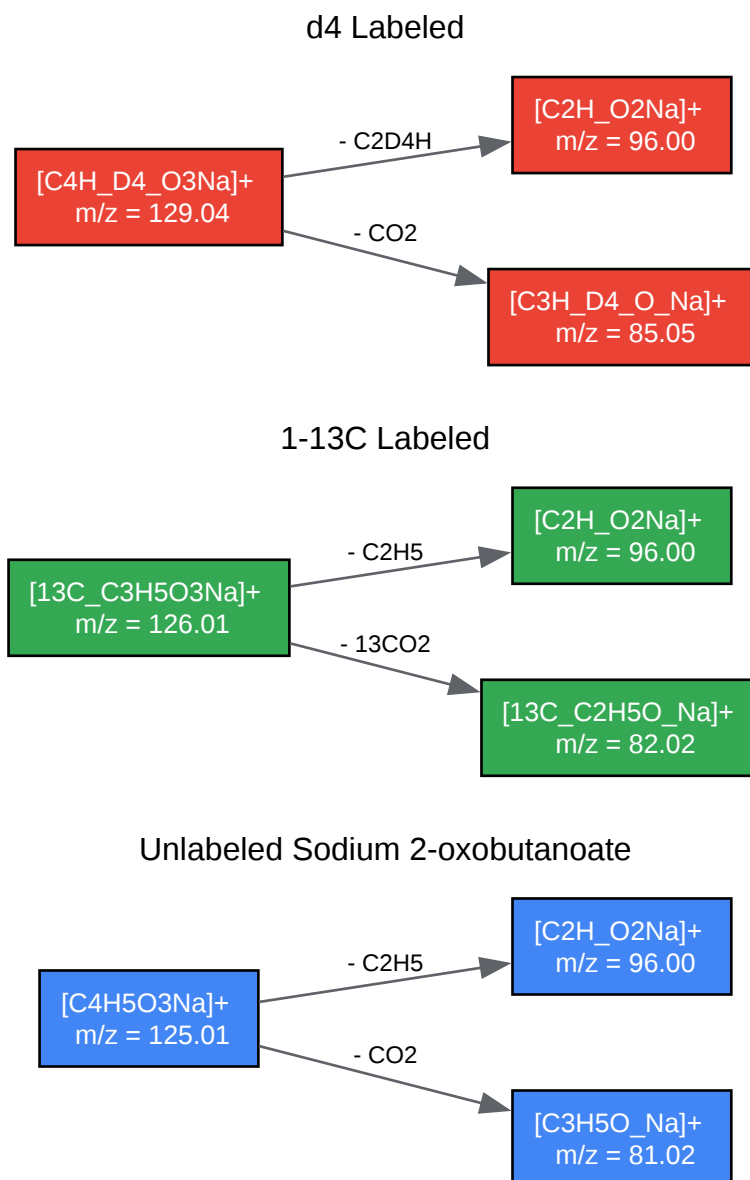 d4 Labeled
- C2D4H
[C2H_O2Na]+
m/z = 96.00
[C4H_D4_O3Na]+
m/z = 129.04
- CO2
[C3H_D4_O_Na]+
m/z = 85.05
1-13C Labeled
- C2H5
[C2H_O2Na]+
m/z = 96.00
[13C_C3H5O3Na]+
m/z = 126.01
- 13CO2
[13C_C2H5O_Na]+
m/z = 82.02
Unlabeled Sodium 2-oxobutanoate
- C2H5
[C2H_O2Na]+
m/z = 96.00
[C4H5O3Na]+
m/z = 125.01
- CO2
[C3H5O_Na]+
m/z = 81.02